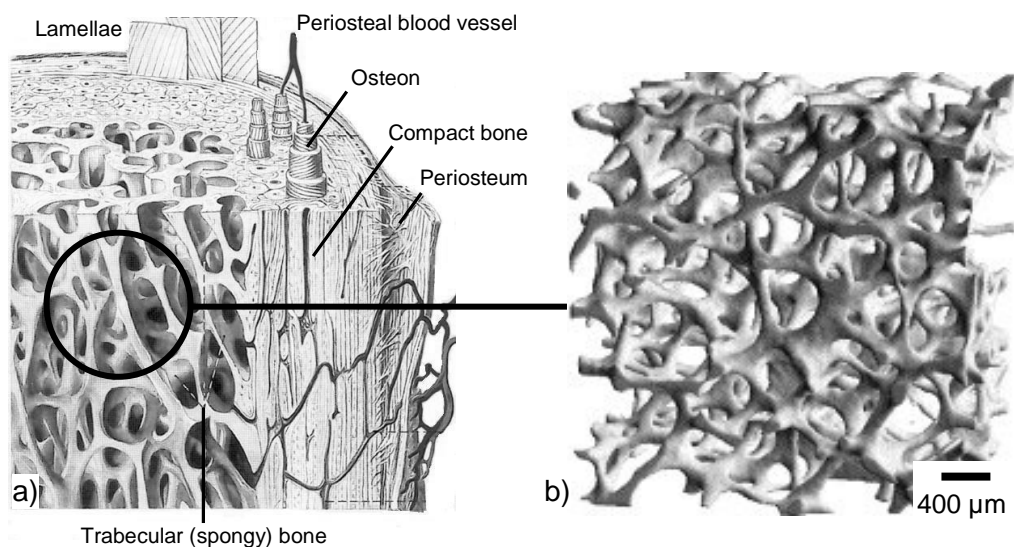 Lamellae
Periosteal blood vessel
Osteon
Compact bone
Periosteum
a)
b)
400 µm
Trabecular (spongy) bone